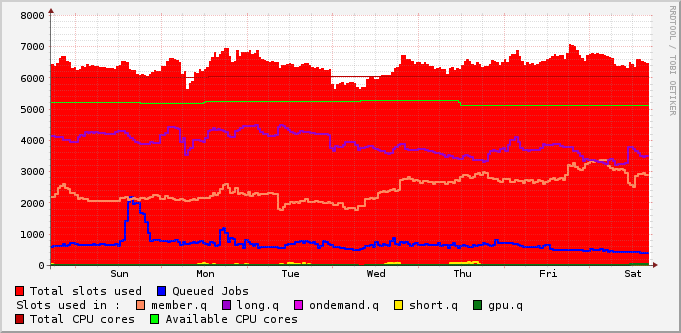 8000
7000
6000
5000
4000
3000
2000
1000
0
Sun Mon Tue Wed Thu Fri Sat
RRDTOOL / TOBI OETIKER
Total slots used Queued Jobs
Slots used in : member.q long.q ondemand.q short.q gpu.q
Total CPU cores Available CPU cores